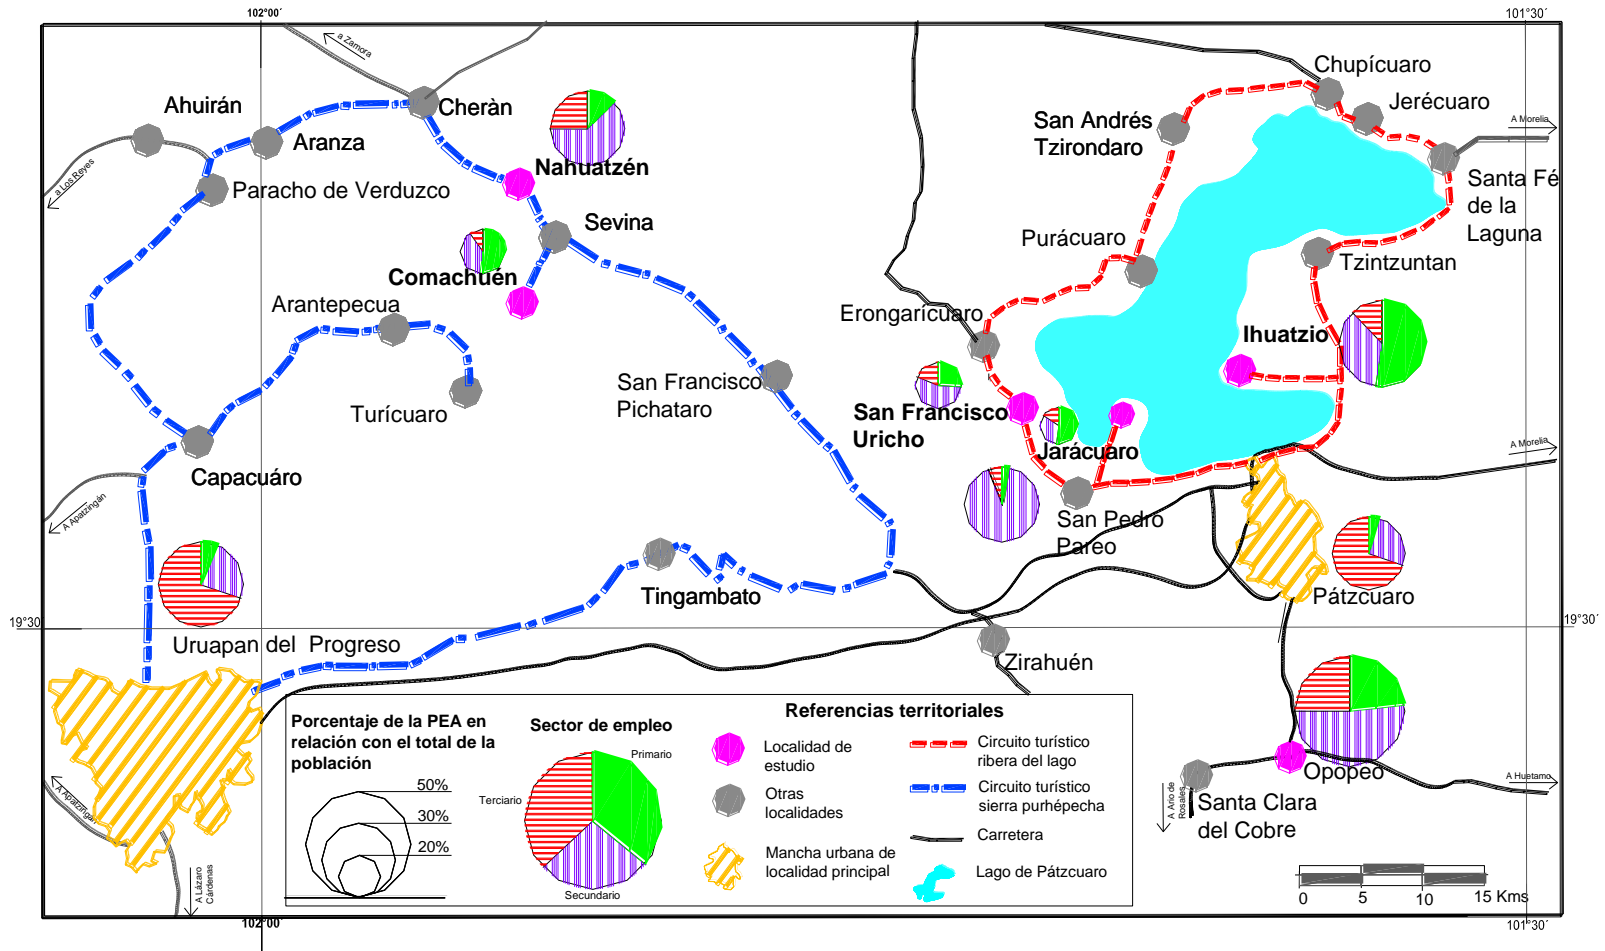 102°00´
101°30´
a Zamora
Chupícuaro
Ahuirán
Cheràn
Jerécuaro
San Andrés
Tzirondaro
A Morelia
Aranza
Nahuatzén
a Los Reyes
Paracho de Verduzco
Santa Fé
de la
Laguna
Sevina
Purácuaro
Tzintzuntan
Comachuén
Arantepecua
Erongarícuaro
Ihuatzio
San Francisco
Pichataro
Turícuaro
San Francisco
Uricho
Jarácuaro
A Morelia
Capacuáro
A Apatzingán
San Pedro
Pareo
Tingambato
Pátzcuaro
19°30´
19°30´
Uruapan del Progreso
Zirahuén
Porcentaje de la PEA en
relación con el total de la
población
50%
30%
20%
Sector de empleo
Primario
Terciario
Secundario
Referencias territoriales
Localidad de
estudio
Otras
localidades
Mancha urbana de
localidad principal
Circuito turístico
ribera del lago
Circuito turístico
sierra purhépecha
Carretera
Lago de Pátzcuaro
Opopeo
A Huetamo
A Ario de
Rosales
Santa Clara
del Cobre
A Apatzingán
A Lázaro
Cárdenas
0 5 10 15 Kms
102°00´
101°30´